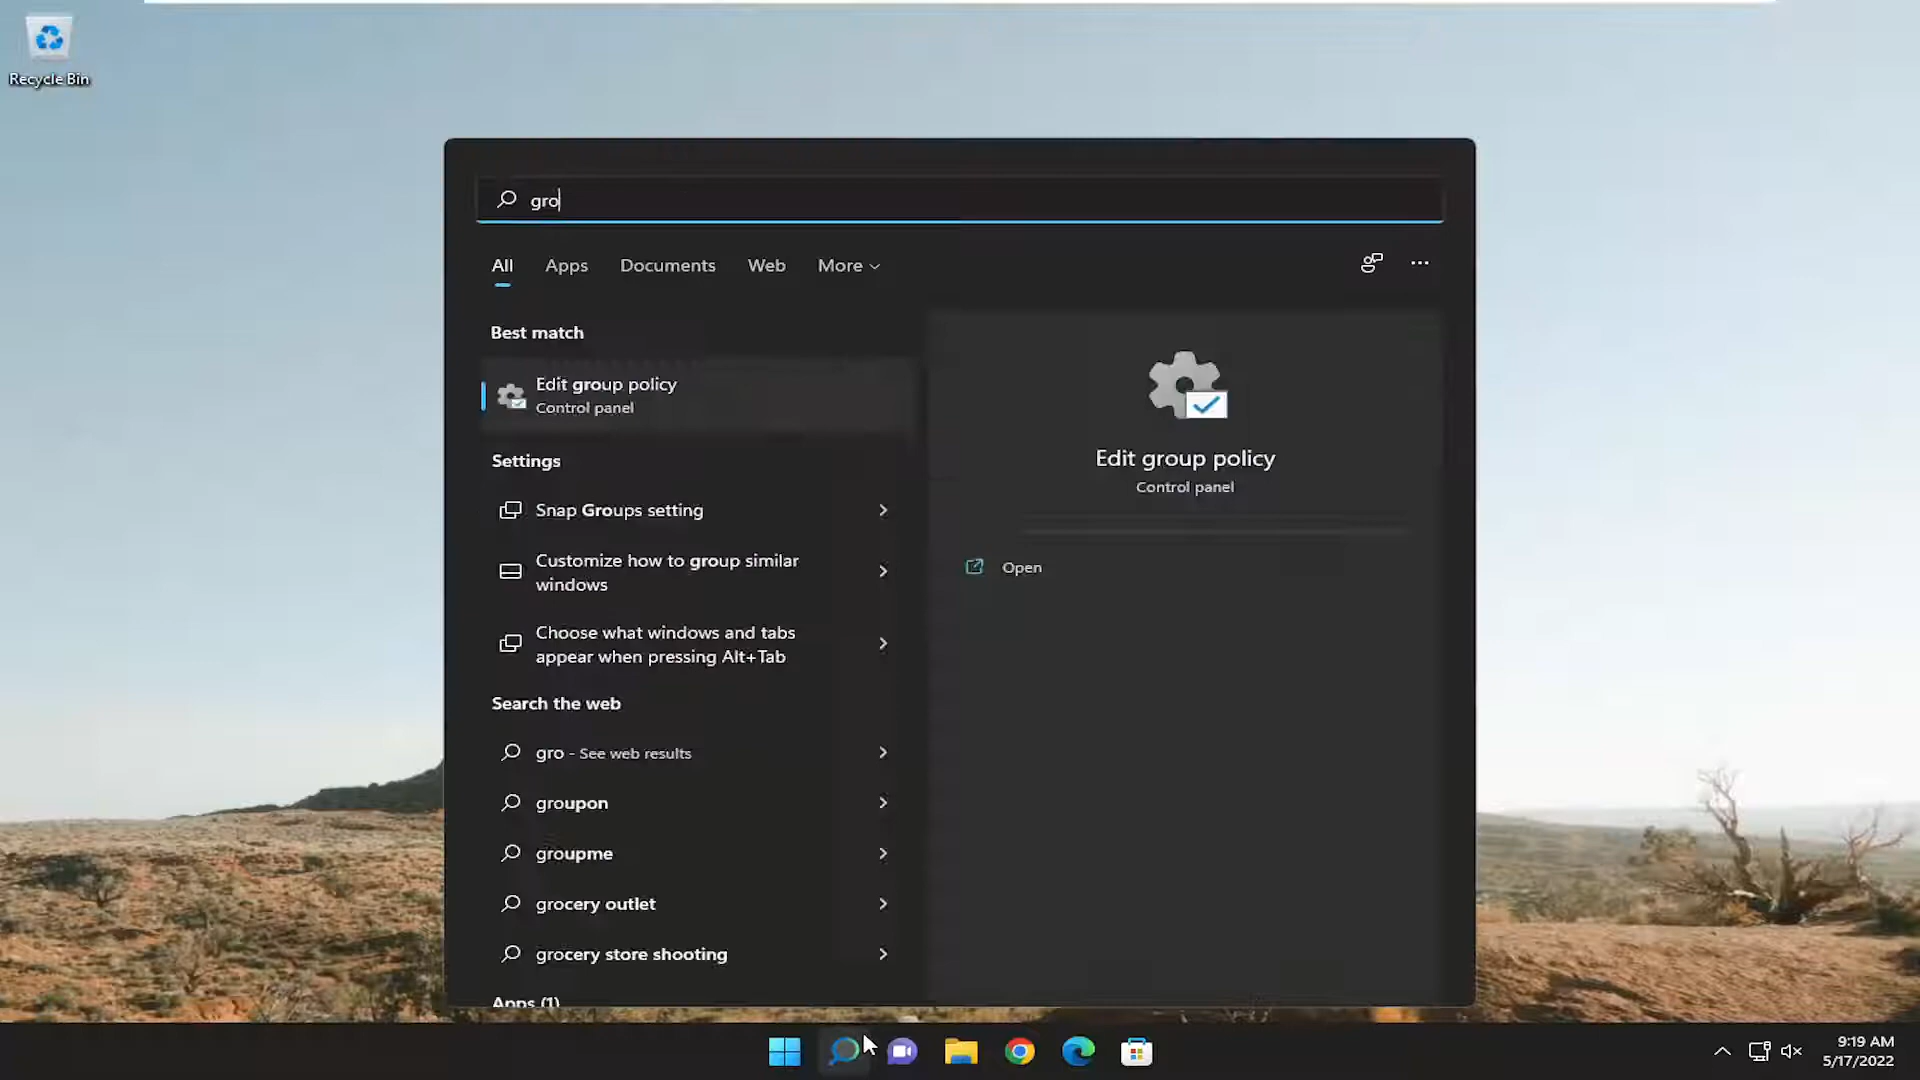 Recycle Bin
gro
All Apps Documents Web More
Best match
Edit group policy
Control panel
Settings
Snap Groups setting
Customize how to group similar
windows
Choose what windows and tabs
appear when pressing Alt+Tab
Search the web
gro - See web results
groupon
groupme
grocery outlet
grocery store shooting
Apps (1)
Edit group policy
Control panel
Open
9:19 AM
5/17/2022